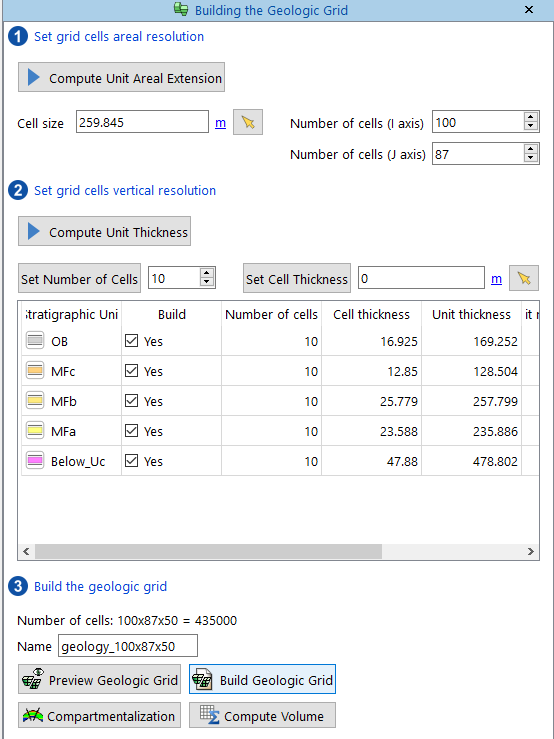 Building the Geologic Grid
1 Set grid cells areal resolution
Compute Unit Areal Extension
Cell size 259.845 m Number of cells (I axis) 100
Number of cells (J axis) 87
2 Set grid cells vertical resolution
Compute Unit Thickness
Set Number of Cells 10 Set Cell Thickness 0 m
tratigraphic Uni Build Number of cells Cell thickness Unit thickness it r
OB Yes 10 16.925 169.252
MFc Yes 10 12.85 128.504
MFb Yes 10 25.779 257.799
MFa Yes 10 23.588 235.886
Below_Uc Yes 10 47.88 478.802
3 Build the geologic grid
Number of cells: 100x87x50 = 435000
Name geology_100x87x50
Preview Geologic Grid Build Geologic Grid
Compartmentalization Compute Volume